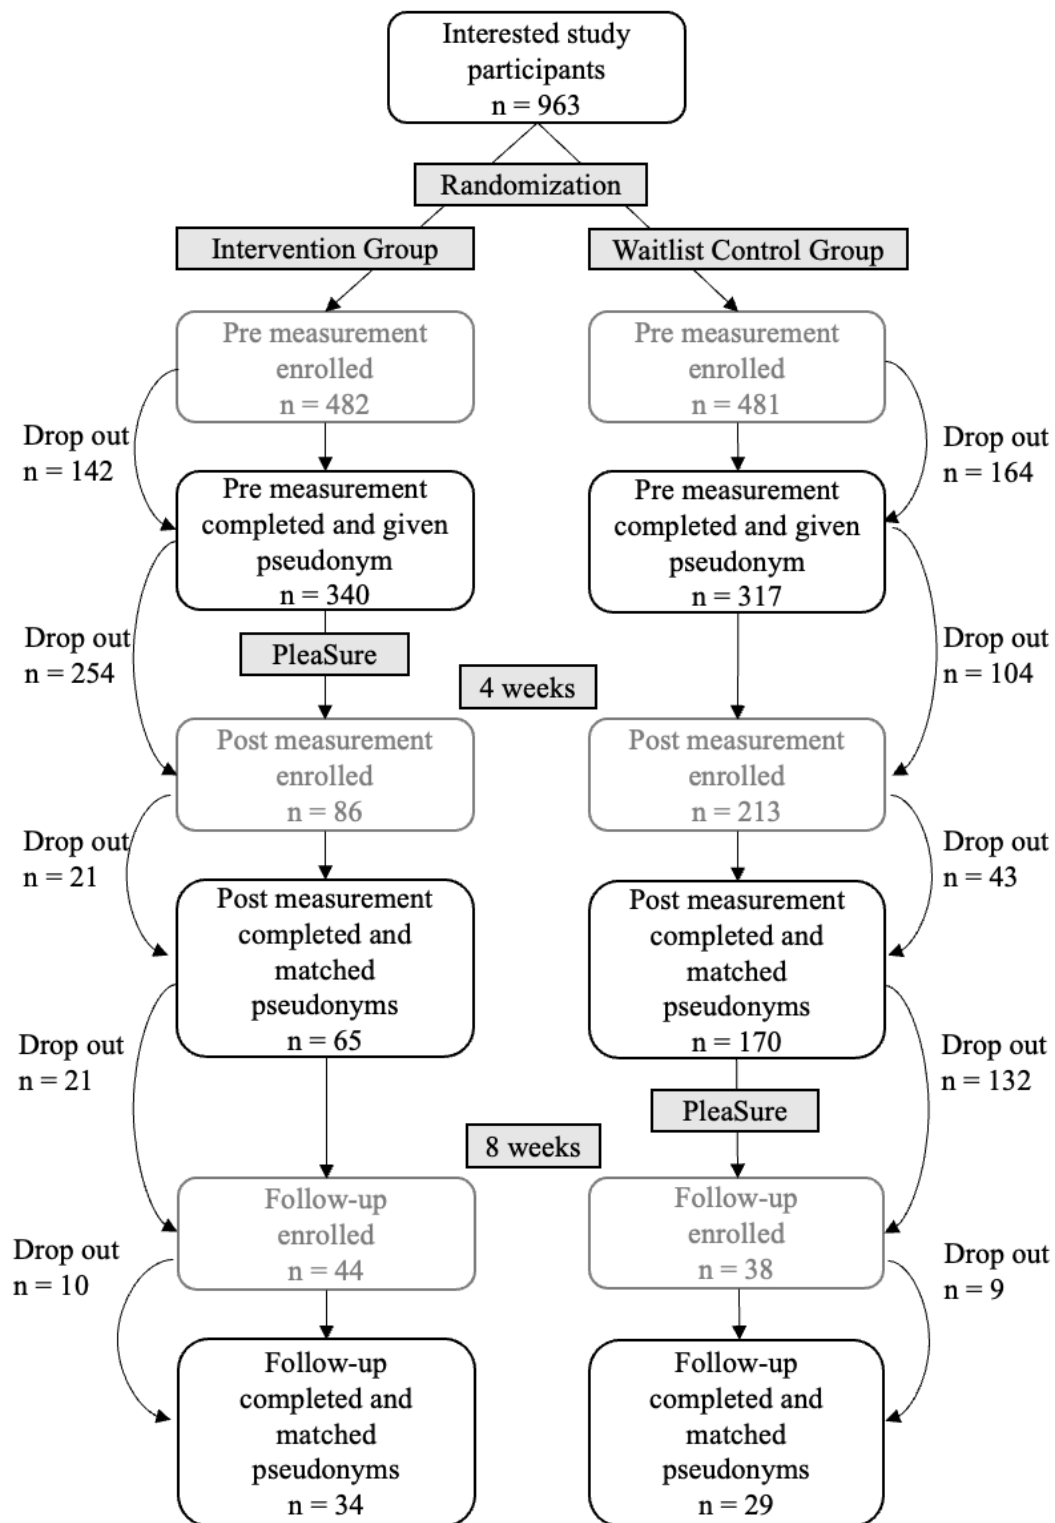 Interested study
participants
n = 963
Randomization
Intervention Group
Waitlist Control Group
Pre measurement
enrolled
n = 482
Pre measurement
enrolled
n = 481
Drop out
n = 142
Drop out
n = 164
Pre measurement
completed and given
pseudonym
n = 340
Pre measurement
completed and given
pseudonym
n = 317
Drop out
n = 254
PleaSure
4 weeks
Drop out
n = 104
Post measurement
enrolled
n = 86
Post measurement
enrolled
n = 213
Drop out
n = 21
Drop out
n = 43
Post measurement
completed and
matched
pseudonyms
n = 65
Post measurement
completed and
matched
pseudonyms
n = 170
Drop out
n = 21
Drop out
n = 132
PleaSure
8 weeks
Follow-up
enrolled
n = 44
Follow-up
enrolled
n = 38
Drop out
n = 10
Drop out
n = 9
Follow-up
completed and
matched
pseudonyms
n = 34
Follow-up
completed and
matched
pseudonyms
n = 29